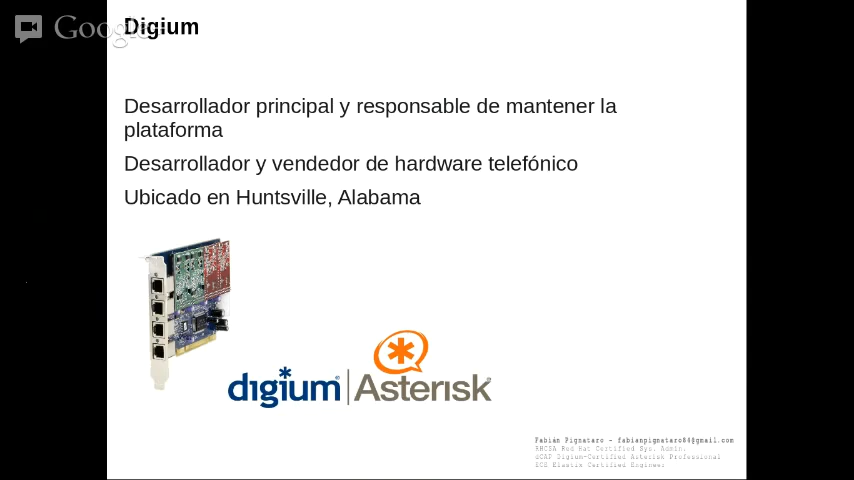 Google+
Digium
Desarrollador principal y responsable de mantener la
plataforma
Desarrollador y vendedor de hardware telefónico
Ubicado en Huntsville, Alabama
digium® | Asterisk®
Fabián Pignataro - fabianpignataro84@gmail.com
RHCSA Red Hat Certified Sys. Admin.
dCAP Digium-Certified Asterisk Professional
ECE Elastix Certified Engineer